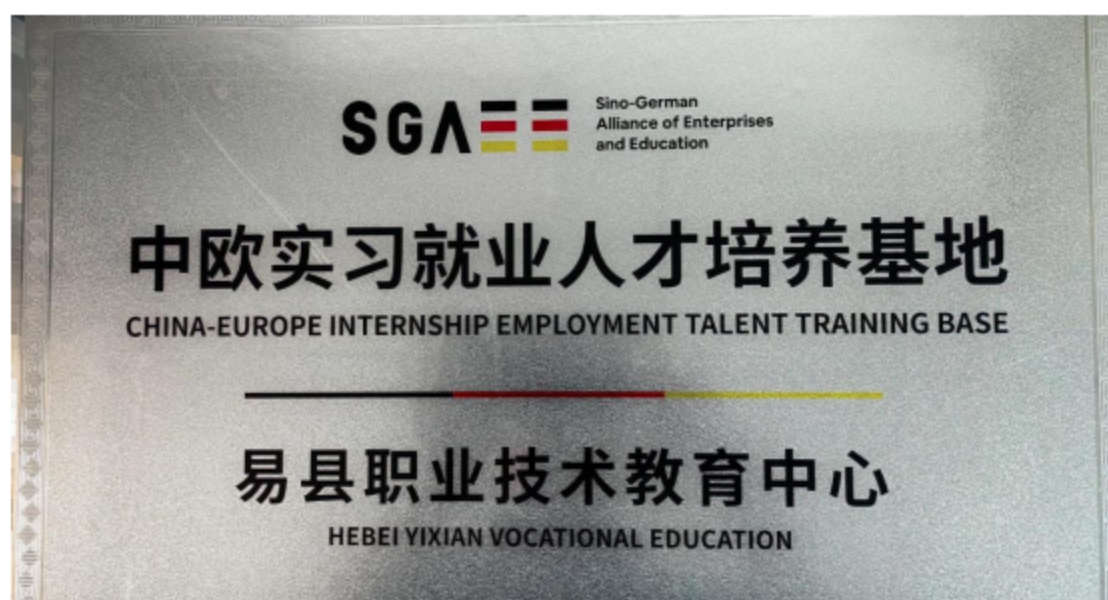 SGAEE
Sino-German
Alliance of Enterprises
and Education
中欧实习就业人才培养基地
CHINA-EUROPE INTERNSHIP EMPLOYMENT TALENT TRAINING BASE
易县职业技术教育中心
HEBEI YIXIAN VOCATIONAL EDUCATION